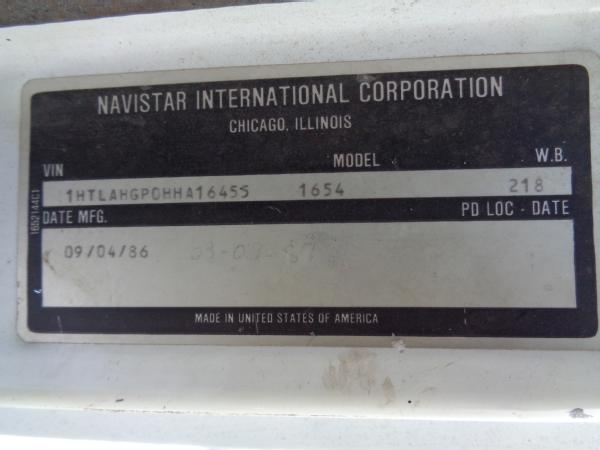 NAVISTAR INTERNATIONAL CORPORATION
CHICAGO, ILLINOIS
VIN MODEL W.B.
1HTLAHGP0HHA16455 1654 218
DATE MFG. PD LOC - DATE
09/04/86
MADE IN UNITED STATES OF AMERICA
1652144C1